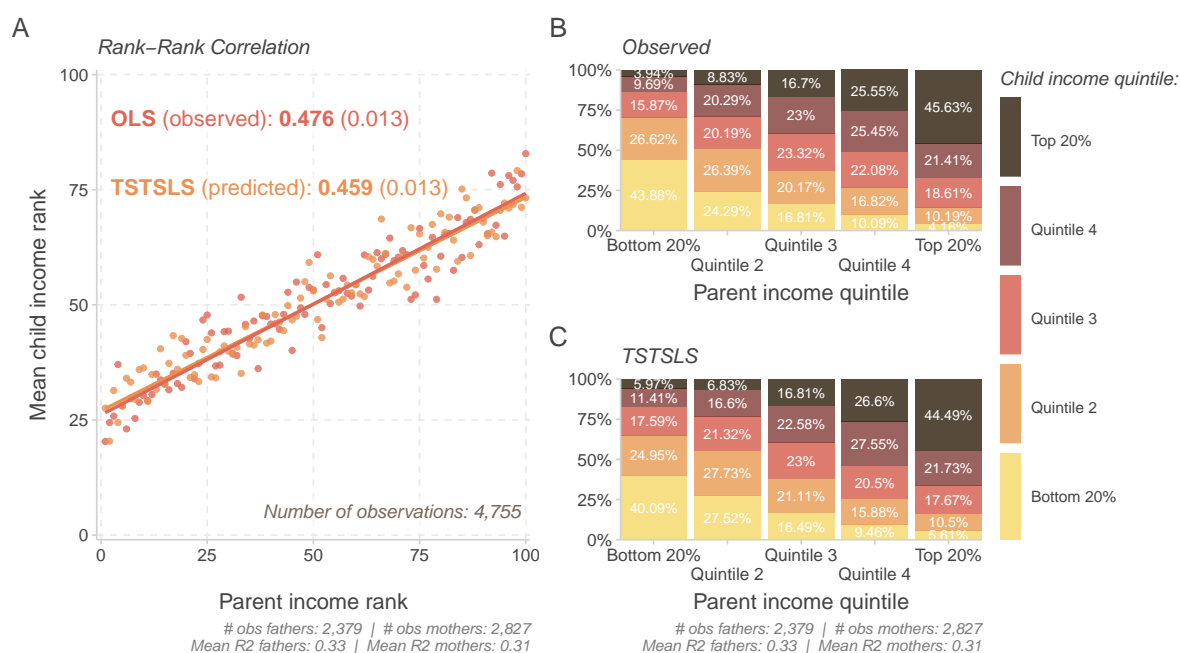 A
Rank−Rank Correlation
OLS (observed): 0.476 (0.013)
TSTSLS (predicted): 0.459 (0.013)
Number of observations: 4,755
Mean child income rank
100
75
50
25
0
0 25 50 75 100
Parent income rank
# obs fathers: 2,379 | # obs mothers: 2,827
Mean R2 fathers: 0.33 | Mean R2 mothers: 0.31
B
Observed
100%
75%
50%
25%
0%
3.94% 8.83% 16.7% 25.55% 45.63%
9.69% 20.29% 23% 25.45% 21.41%
15.87% 20.19% 23.32% 22.08% 18.61%
26.62% 26.39% 20.17% 16.82% 10.19%
43.88% 24.29% 16.81% 10.09% 4.16%
Bottom 20% Quintile 3 Top 20%
Quintile 2 Quintile 4
Parent income quintile
C
TSTSLS
100%
75%
50%
25%
0%
5.97% 6.83% 16.81% 26.6% 44.49%
11.41% 16.6% 22.58% 27.55% 21.73%
17.59% 21.32% 23% 20.5% 17.67%
24.95% 27.73% 21.11% 15.88% 10.5%
40.09% 27.52% 16.49% 9.46% 5.61%
Bottom 20% Quintile 3 Top 20%
Quintile 2 Quintile 4
Parent income quintile
# obs fathers: 2,379 | # obs mothers: 2,827
Mean R2 fathers: 0.33 | Mean R2 mothers: 0.31
Child income quintile:
Top 20%
Quintile 4
Quintile 3
Quintile 2
Bottom 20%